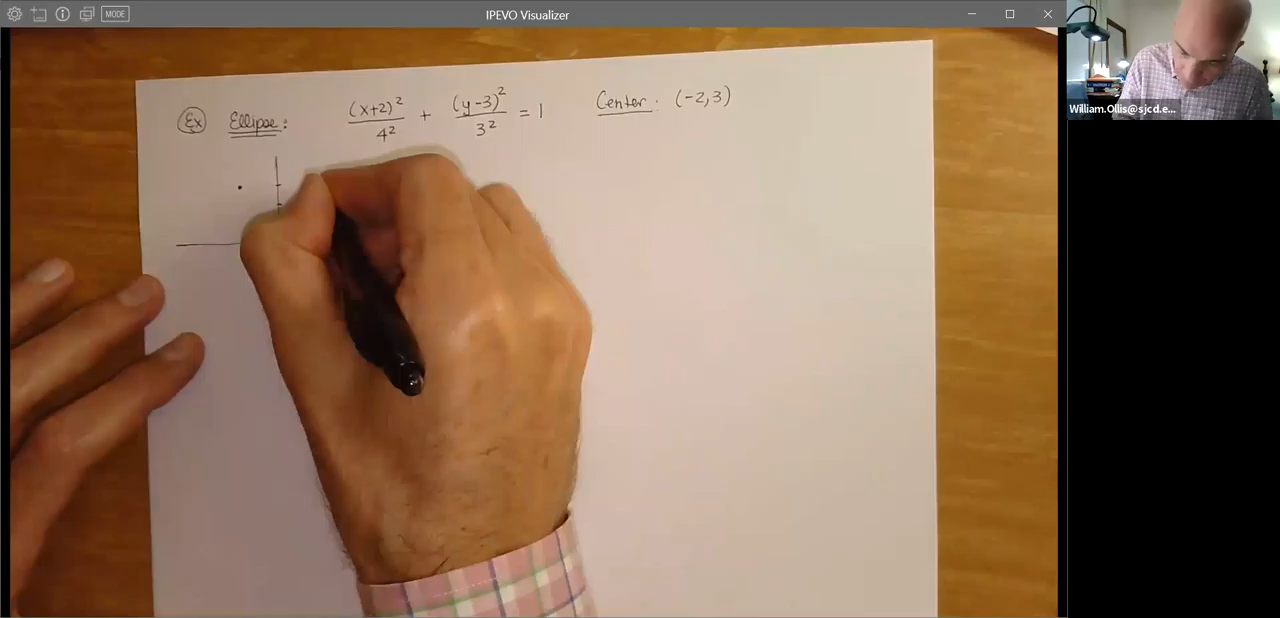 MODE
IPEVO Visualizer
William.Ollis@sjcd.e...
Ex Ellipse: (x+2)²/4² + (y-3)²/3² = 1 Center: (-2,3)